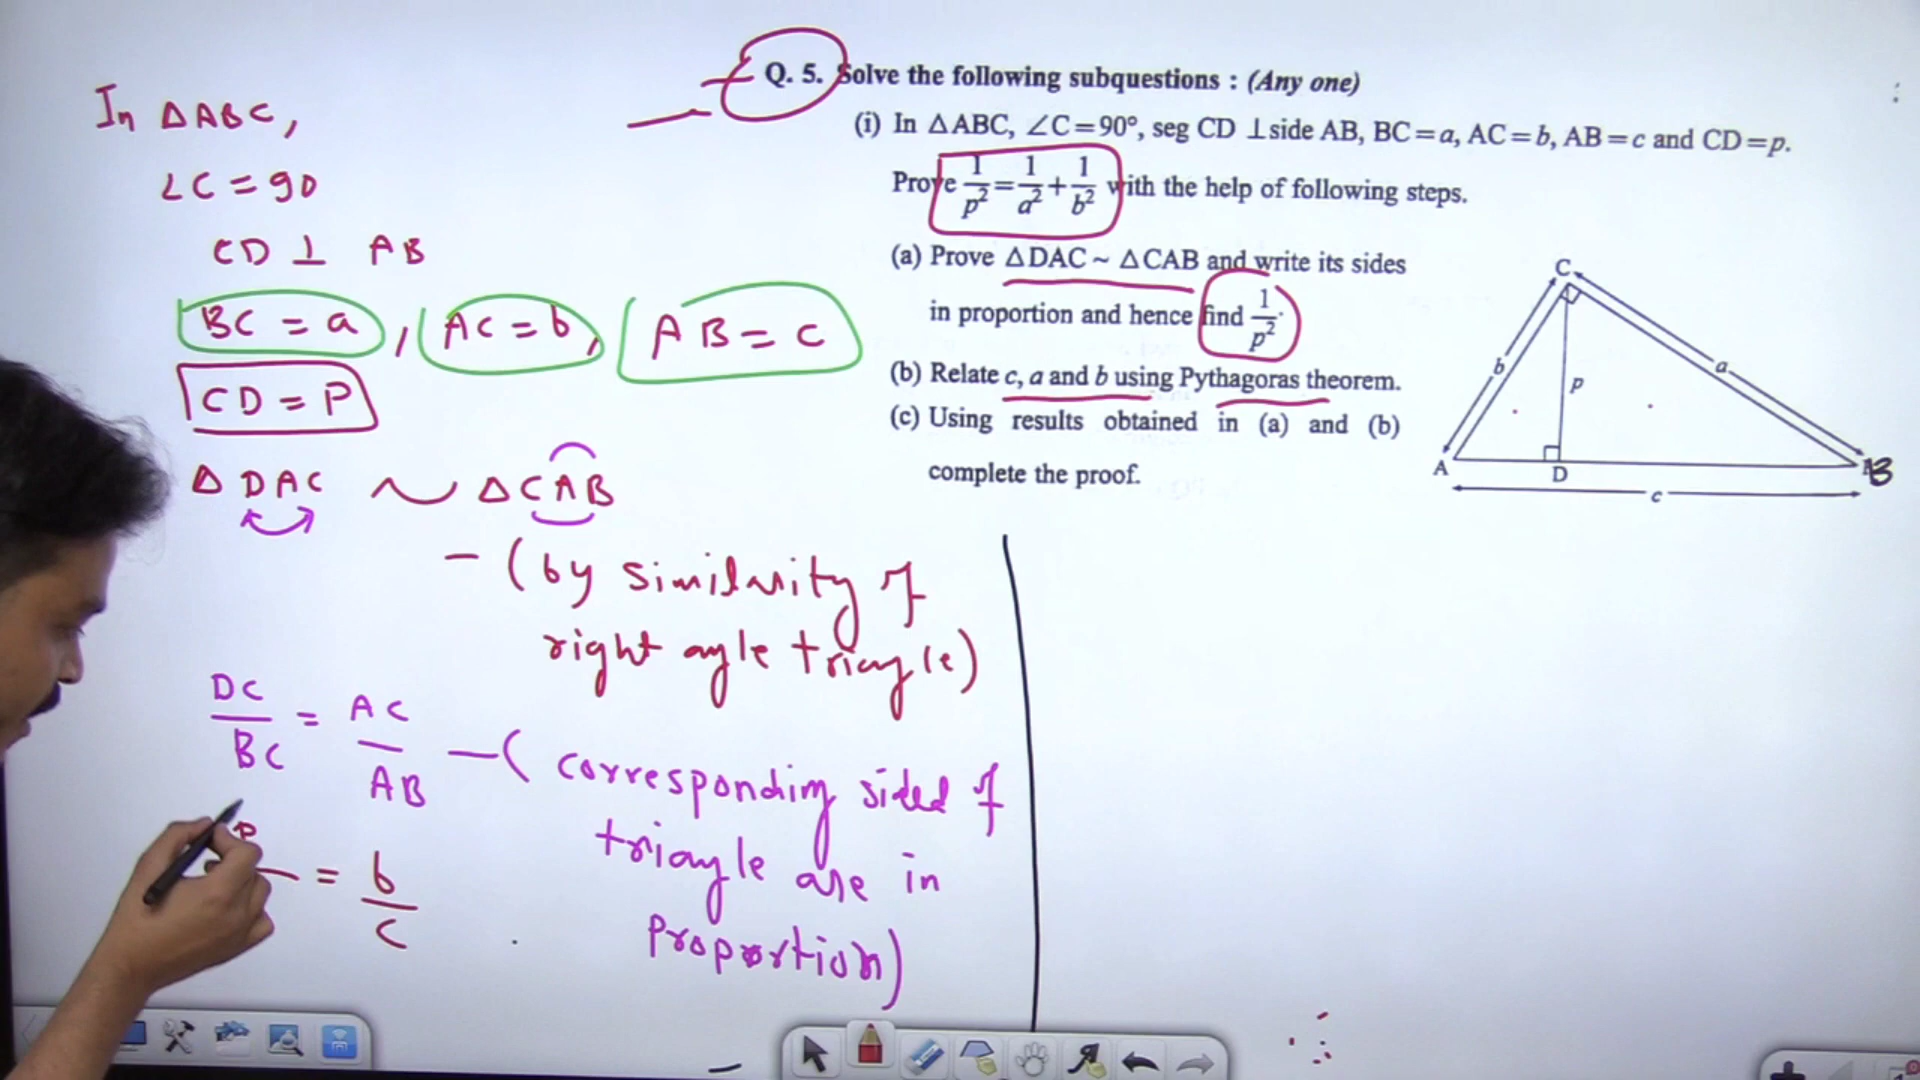 In △ABC,
∠C = 90
CD ⊥ AB
BC = a , AC = b, AB = c
CD = P
△ DAC ~ △CAB
- (by similarity of
right agle triagle)
DC/BC = AC/AB - ( corresponding sided of
triagle are in
Proportion)
P
= b/c
Q. 5. Solve the following subquestions : (Any one)
(i) In △ABC, ∠C=90°, seg CD ⊥side AB, BC=a, AC=b, AB=c and CD=p.
Prove 1/p²=1/a²+1/b² with the help of following steps.
(a) Prove △DAC ~ △CAB and write its sides
in proportion and hence find 1/p².
(b) Relate c, a and b using Pythagoras theorem.
(c) Using results obtained in (a) and (b)
complete the proof.
C
b
p
a
A
D
B
c